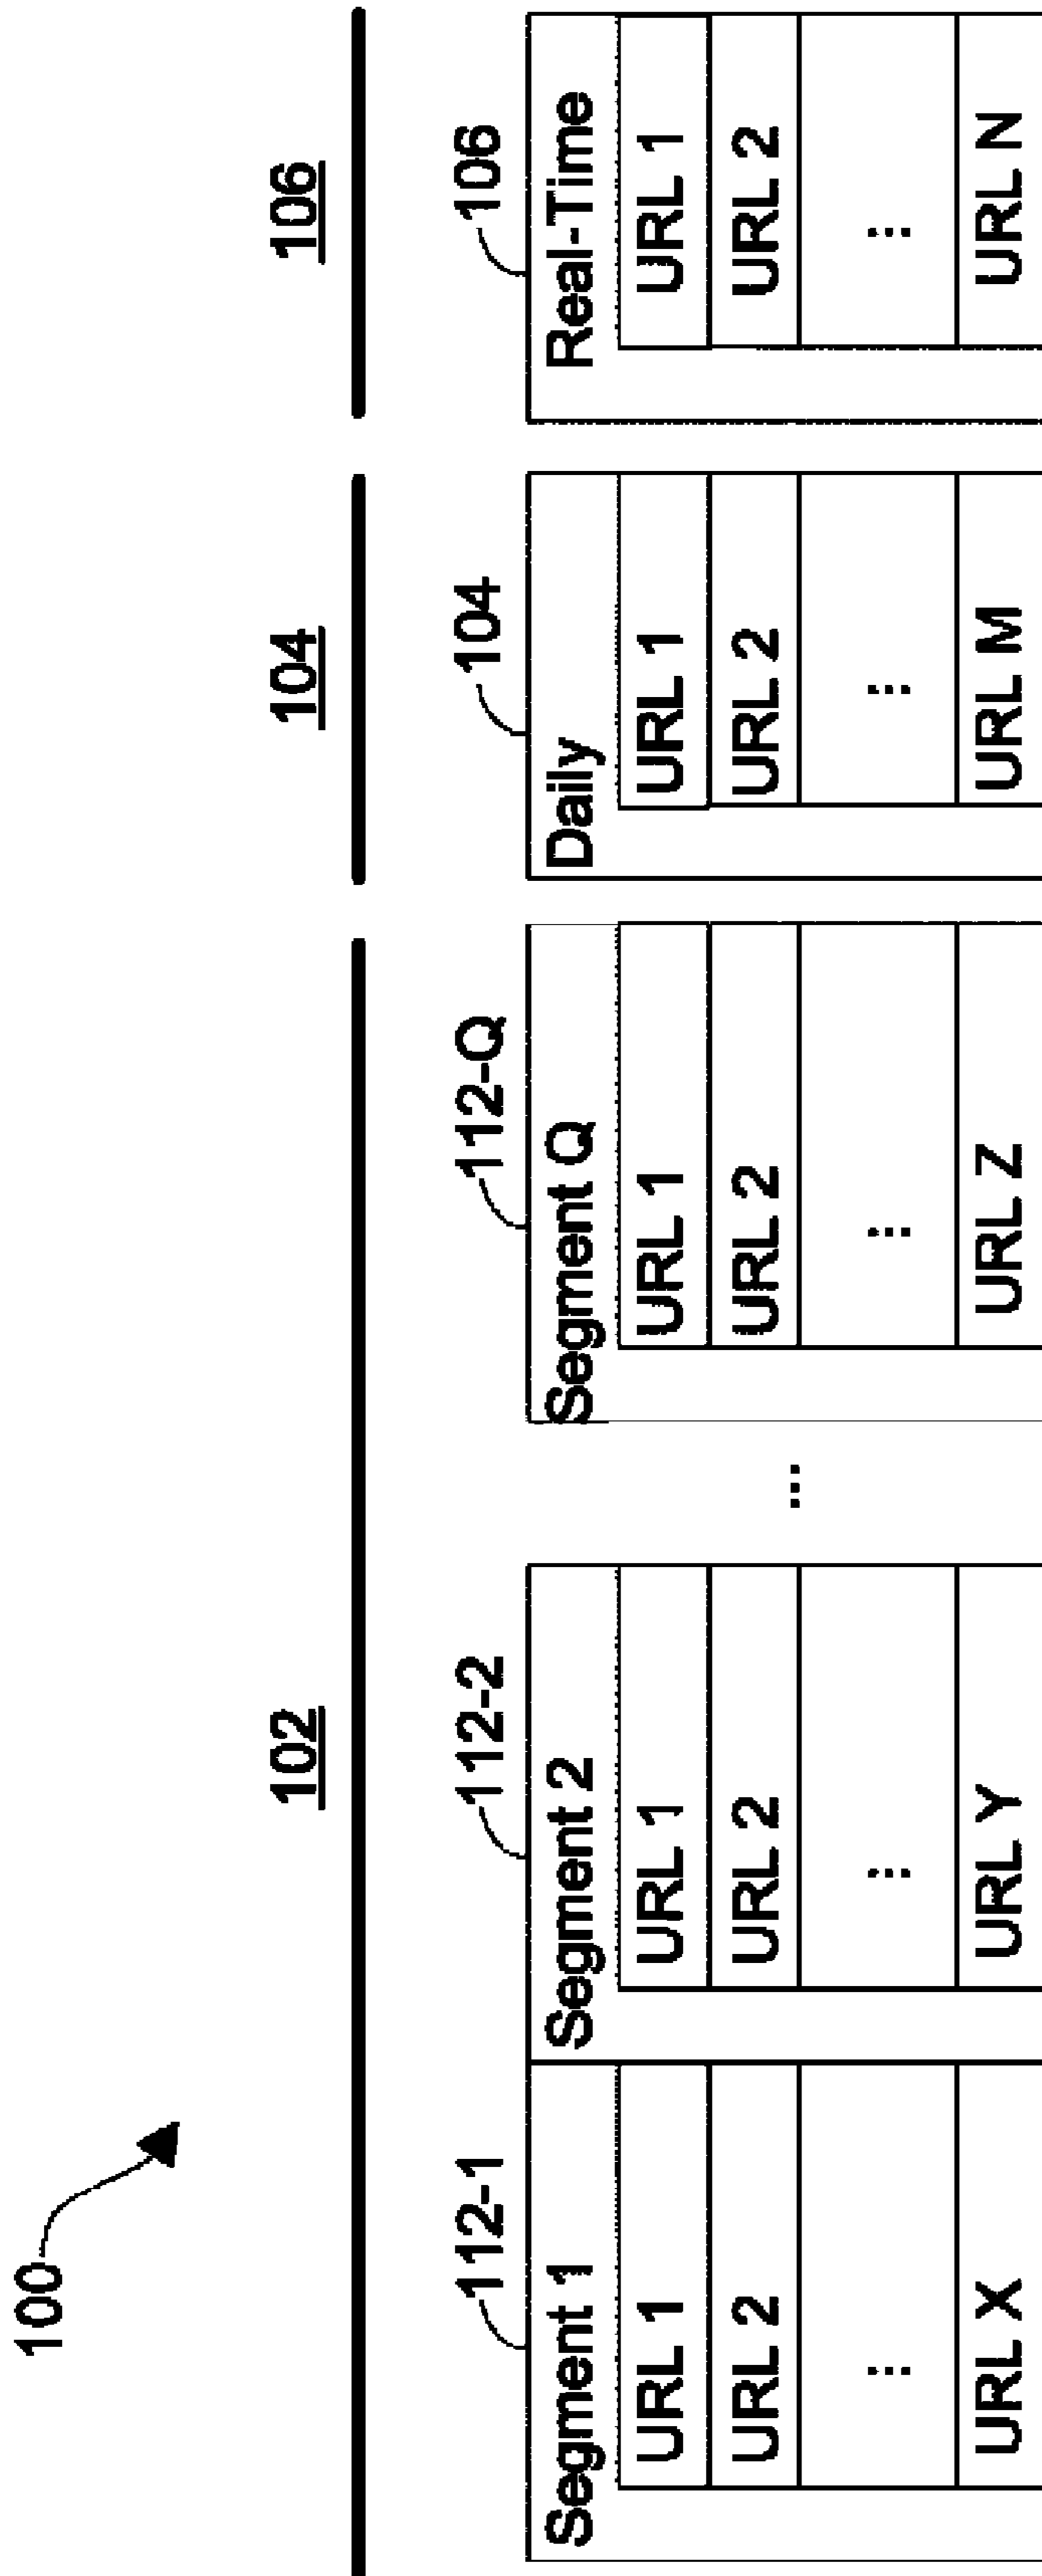 100
102
104
106
112-1
112-2
112-Q
104
106
Segment 1
URL 1
URL 2
⋮
URL X
Segment 2
URL 1
URL 2
⋮
URL Y
...
Segment Q
URL 1
URL 2
⋮
URL Z
Daily
URL 1
URL 2
⋮
URL M
Real-Time
URL 1
URL 2
⋮
URL N